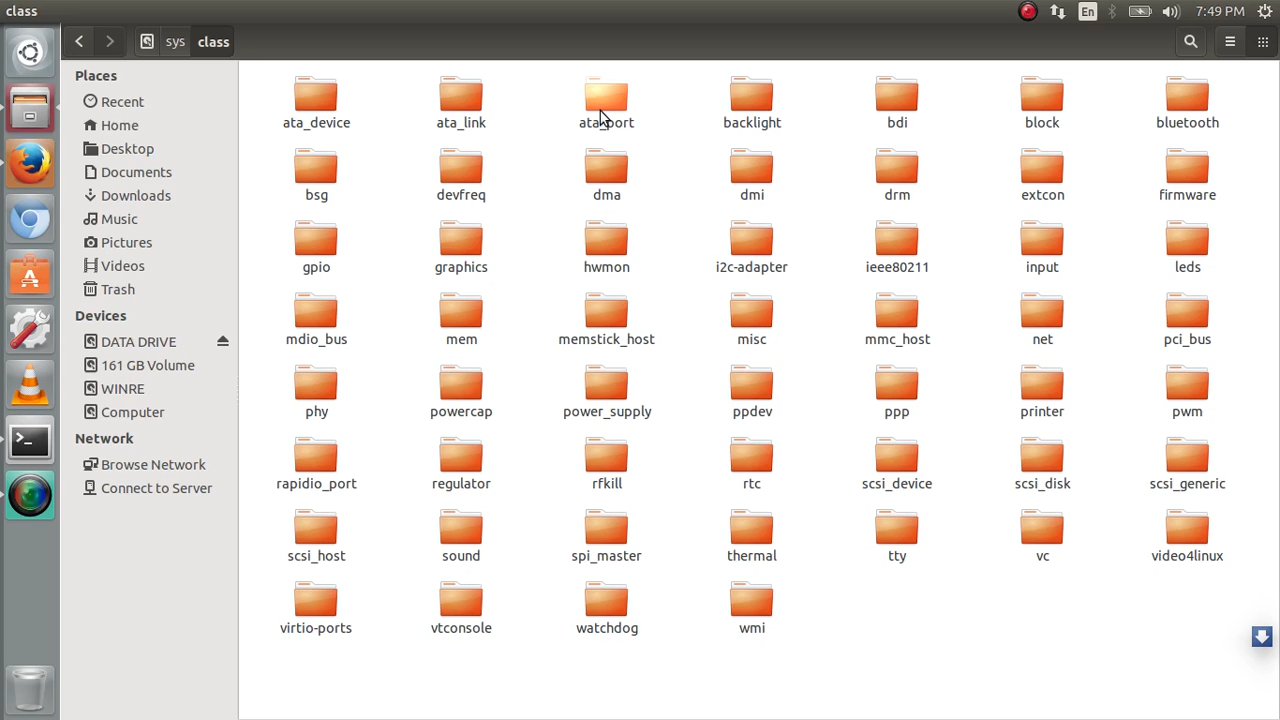 class
En
7:49 PM
sys
class
Places
Recent
Home
Desktop
Documents
Downloads
Music
Pictures
Videos
Trash
Devices
DATA DRIVE
161 GB Volume
WINRE
Computer
Network
Browse Network
Connect to Server
ata_device ata_link ata_port backlight bdi block bluetooth
bsg devfreq dma dmi drm extcon firmware
gpio graphics hwmon i2c-adapter ieee80211 input leds
mdio_bus mem memstick_host misc mmc_host net pci_bus
phy powercap power_supply ppdev ppp printer pwm
rapidio_port regulator rfkill rtc scsi_device scsi_disk scsi_generic
scsi_host sound spi_master thermal tty vc video4linux
virtio-ports vtconsole watchdog wmi